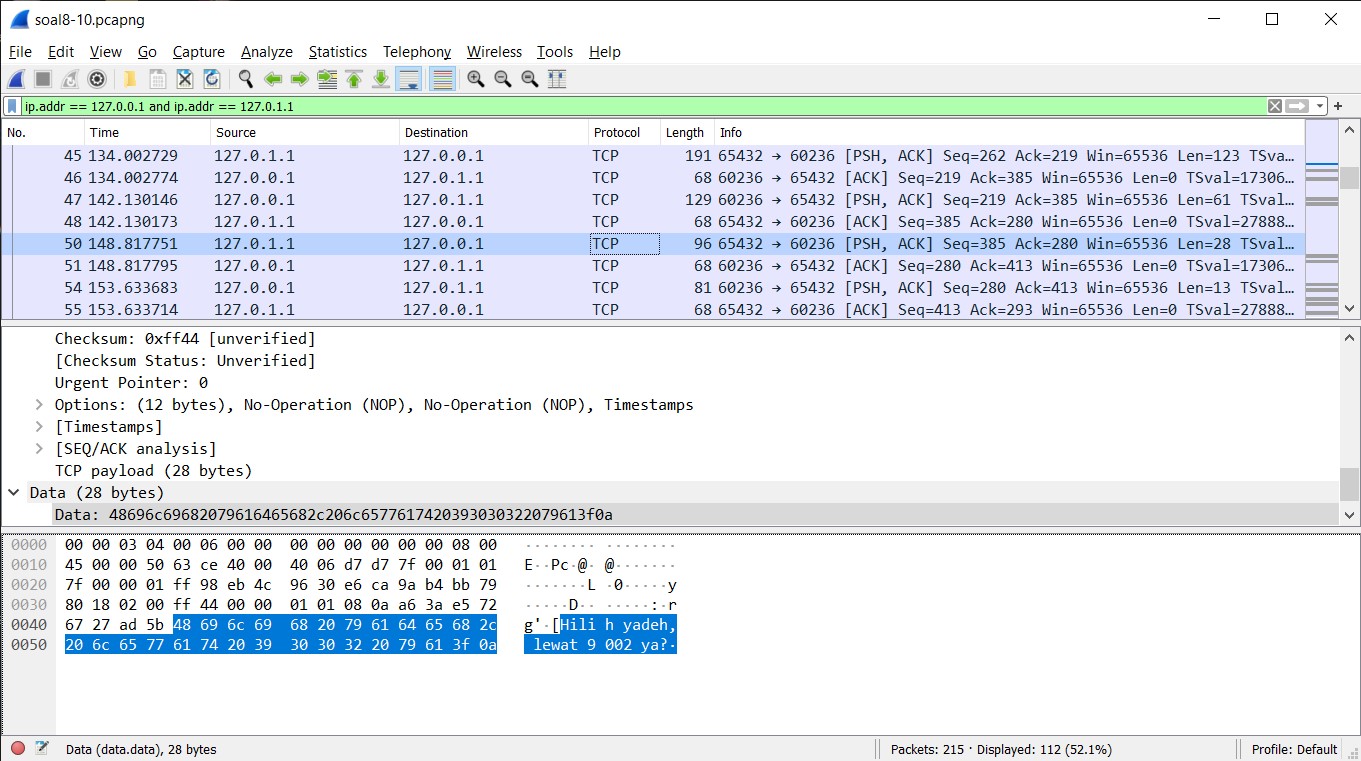 soal8-10.pcapng
File Edit View Go Capture Analyze Statistics Telephony Wireless Tools Help
ip.addr == 127.0.0.1 and ip.addr == 127.0.1.1
No. Time Source Destination Protocol Length Info
45 134.002729 127.0.1.1 127.0.0.1 TCP 191 65432 → 60236 [PSH, ACK] Seq=262 Ack=219 Win=65536 Len=123 TSva…
46 134.002774 127.0.0.1 127.0.1.1 TCP 68 60236 → 65432 [ACK] Seq=219 Ack=385 Win=65536 Len=0 TSval=17306…
47 142.130146 127.0.0.1 127.0.1.1 TCP 129 60236 → 65432 [PSH, ACK] Seq=219 Ack=385 Win=65536 Len=61 TSval…
48 142.130173 127.0.1.1 127.0.0.1 TCP 68 65432 → 60236 [ACK] Seq=385 Ack=280 Win=65536 Len=0 TSval=27888…
50 148.817751 127.0.1.1 127.0.0.1 TCP 96 65432 → 60236 [PSH, ACK] Seq=385 Ack=280 Win=65536 Len=28 TSval…
51 148.817795 127.0.0.1 127.0.1.1 TCP 68 60236 → 65432 [ACK] Seq=280 Ack=413 Win=65536 Len=0 TSval=17306…
54 153.633683 127.0.0.1 127.0.1.1 TCP 81 60236 → 65432 [PSH, ACK] Seq=280 Ack=413 Win=65536 Len=13 TSval…
55 153.633714 127.0.1.1 127.0.0.1 TCP 68 65432 → 60236 [ACK] Seq=413 Ack=293 Win=65536 Len=0 TSval=27888…
Checksum: 0xff44 [unverified]
[Checksum Status: Unverified]
Urgent Pointer: 0
Options: (12 bytes), No-Operation (NOP), No-Operation (NOP), Timestamps
[Timestamps]
[SEQ/ACK analysis]
TCP payload (28 bytes)
Data (28 bytes)
Data: 48696c69682079616465682c206c6577617420393030322079613f0a
0000 00 00 03 04 00 06 00 00 00 00 00 00 00 00 08 00 ········ ········
0010 45 00 00 50 63 ce 40 00 40 06 d7 d7 7f 00 01 01 E··Pc·@· @·······
0020 7f 00 00 01 ff 98 eb 4c 96 30 e6 ca 9a b4 bb 79 ·······L ·0·····y
0030 80 18 02 00 ff 44 00 00 01 01 08 0a a6 3a e5 72 ·····D·· ·····:·r
0040 67 27 ad 5b 48 69 6c 69 68 20 79 61 64 65 68 2c g'·[Hili h yadeh,
0050 20 6c 65 77 61 74 20 39 30 30 32 20 79 61 3f 0a lewat 9 002 ya?·
Data (data.data), 28 bytes Packets: 215 · Displayed: 112 (52.1%) Profile: Default